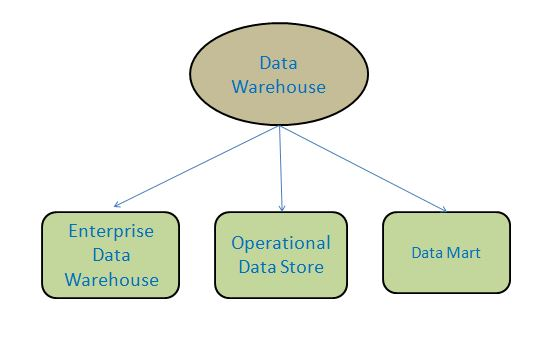 Data
Warehouse
Enterprise
Data
Warehouse
Operational
Data Store
Data Mart